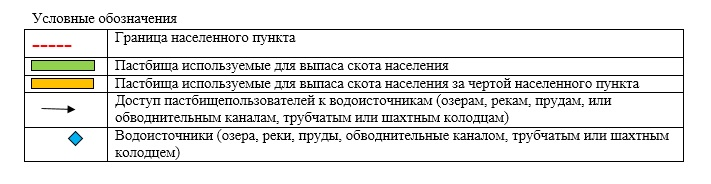 Условные обозначения
Граница населенного пункта
Пастбища используемые для выпаса скота населения
Пастбища используемые для выпаса скота населения за чертой населенного пункта
Доступ пастбищепользователей к водоисточникам (озерам, рекам, прудам, или
обводнительным каналам, трубчатым или шахтным колодцам)
Водоисточники (озера, реки, пруды, обводнительные каналом, трубчатым или шахтным
колодцем)